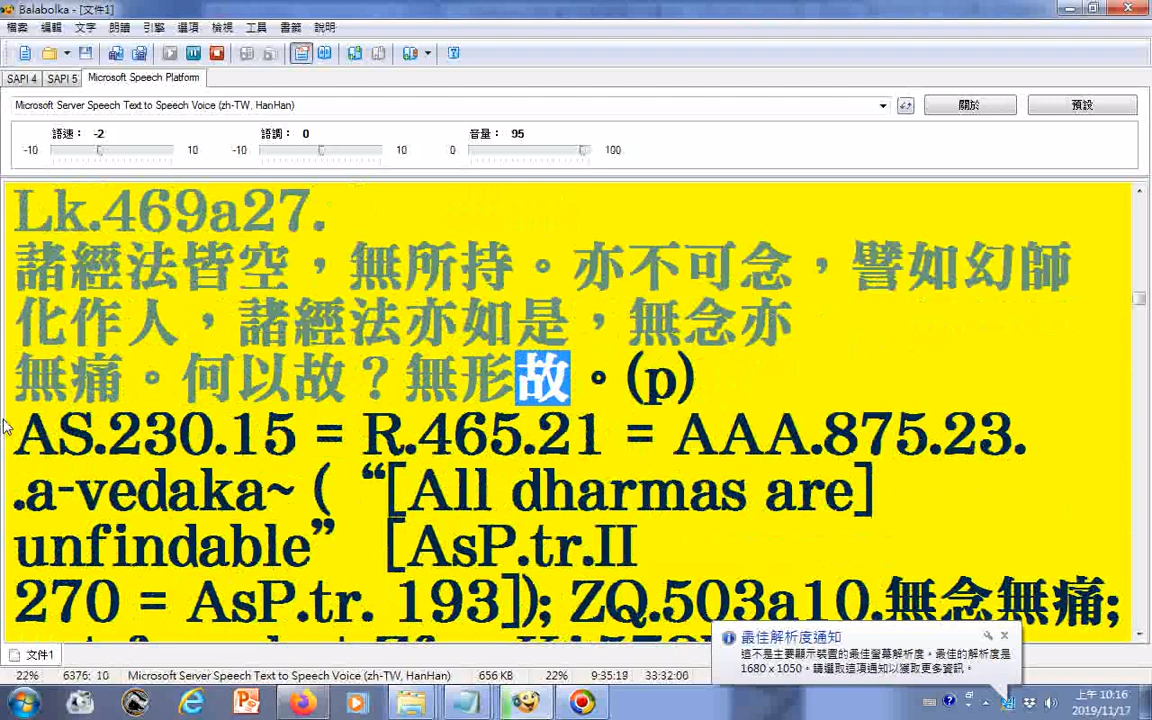 Balabolka - [文件1]
檔案 編輯 文字 朗讀 引擎 選項 檢視 工具 書籤 說明
SAPI 4 SAPI 5 Microsoft Speech Platform
Microsoft Server Speech Text to Speech Voice (zh-TW, HanHan) 關於 預設
語速： -2 語調： 0 音量： 95
-10 10 -10 10 0 100
Lk.469a27.
諸經法皆空，無所持。亦不可念，譬如幻師
化作人，諸經法亦如是，無念亦
無痛。何以故？無形故。(p)
AS.230.15 = R.465.21 = AAA.875.23.
.a-vedaka~ (“[All dharmas are]
unfindable” [AsP.tr.II
270 = AsP.tr. 193]); ZQ.503a10.無念無痛;
最佳解析度通知
這不是主要顯示裝置的最佳螢幕解析度。最佳的解析度是
1680 x 1050。請選取這項通知以獲取更多資訊。
文件1
22% 6376: 10 Microsoft Server Speech Text to Speech Voice (zh-TW, HanHan) 656 KB 22% 9:35:18 33:32:00
上午 10:16
2019/11/17